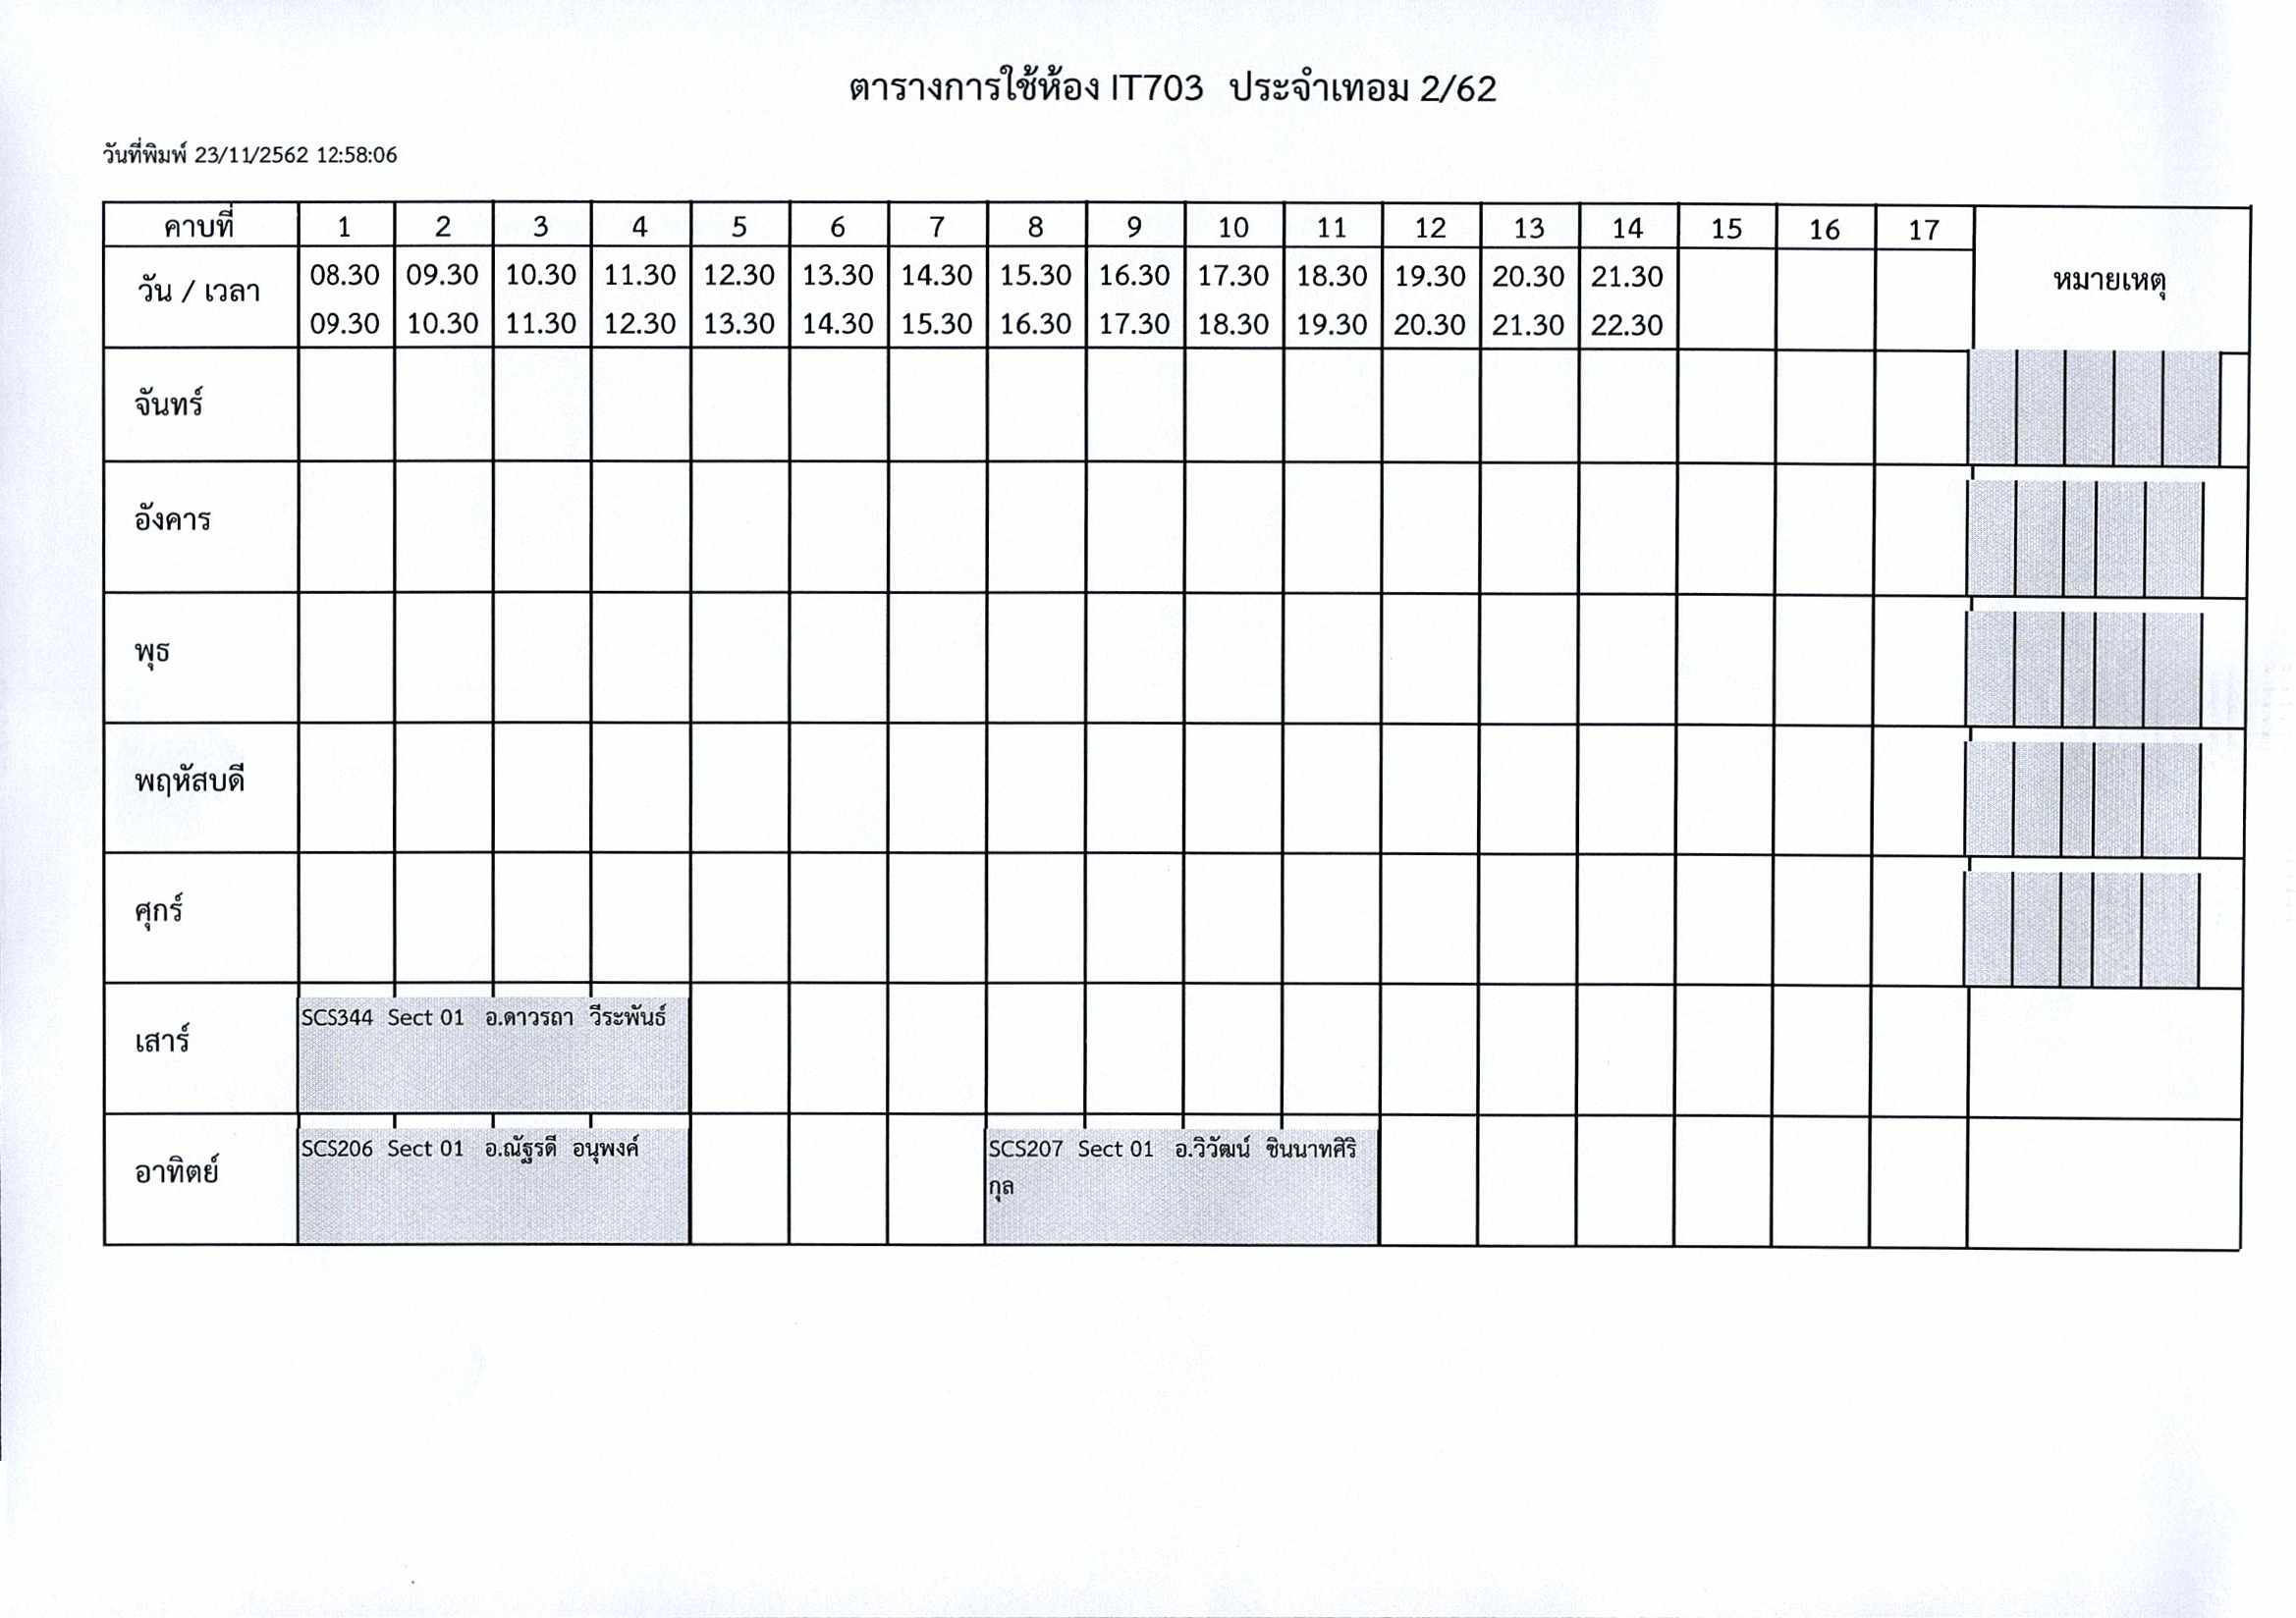 ตารางการใช้ห้อง IT703 ประจำเทอม 2/62
วันที่พิมพ์ 23/11/2562 12:58:06
คาบที่ 1 2 3 4 5 6 7 8 9 10 11 12 13 14 15 16 17
วัน / เวลา 08.30 09.30 10.30 11.30 12.30 13.30 14.30 15.30 16.30 17.30 18.30 19.30 20.30 21.30 หมายเหตุ
09.30 10.30 11.30 12.30 13.30 14.30 15.30 16.30 17.30 18.30 19.30 20.30 21.30 22.30
จันทร์
อังคาร
พุธ
พฤหัสบดี
ศุกร์
เสาร์ SCS344 Sect 01 อ.ดาวรถา วีระพันธ์
อาทิตย์ SCS206 Sect 01 อ.ณัฐรดี อนุพงค์ SCS207 Sect 01 อ.วิวัฒน์ ชินนาทศิริ
กุล